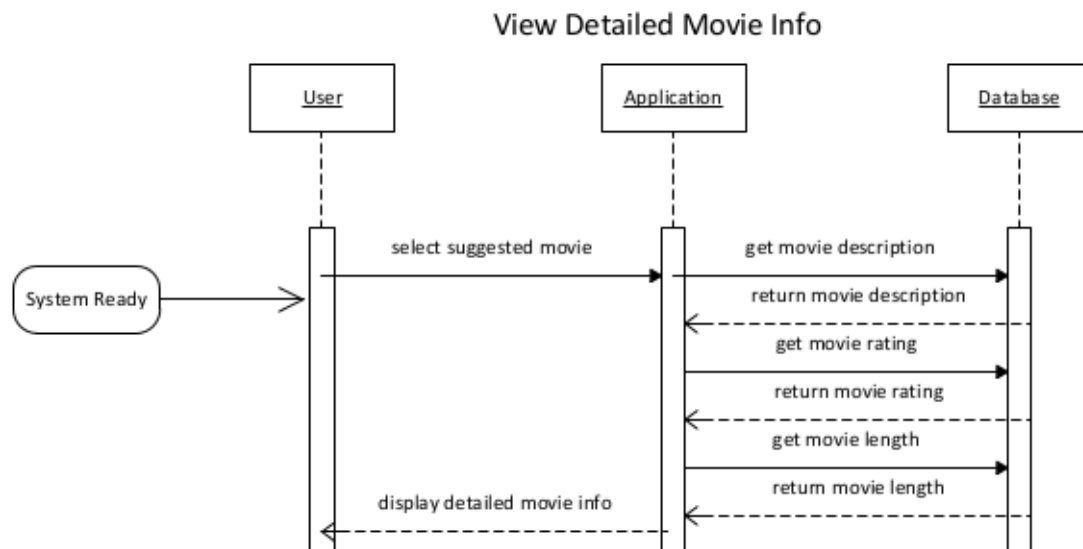 View Detailed Movie Info
User
Application
Database
select suggested movie
get movie description
System Ready
return movie description
get movie rating
return movie rating
get movie length
return movie length
display detailed movie info